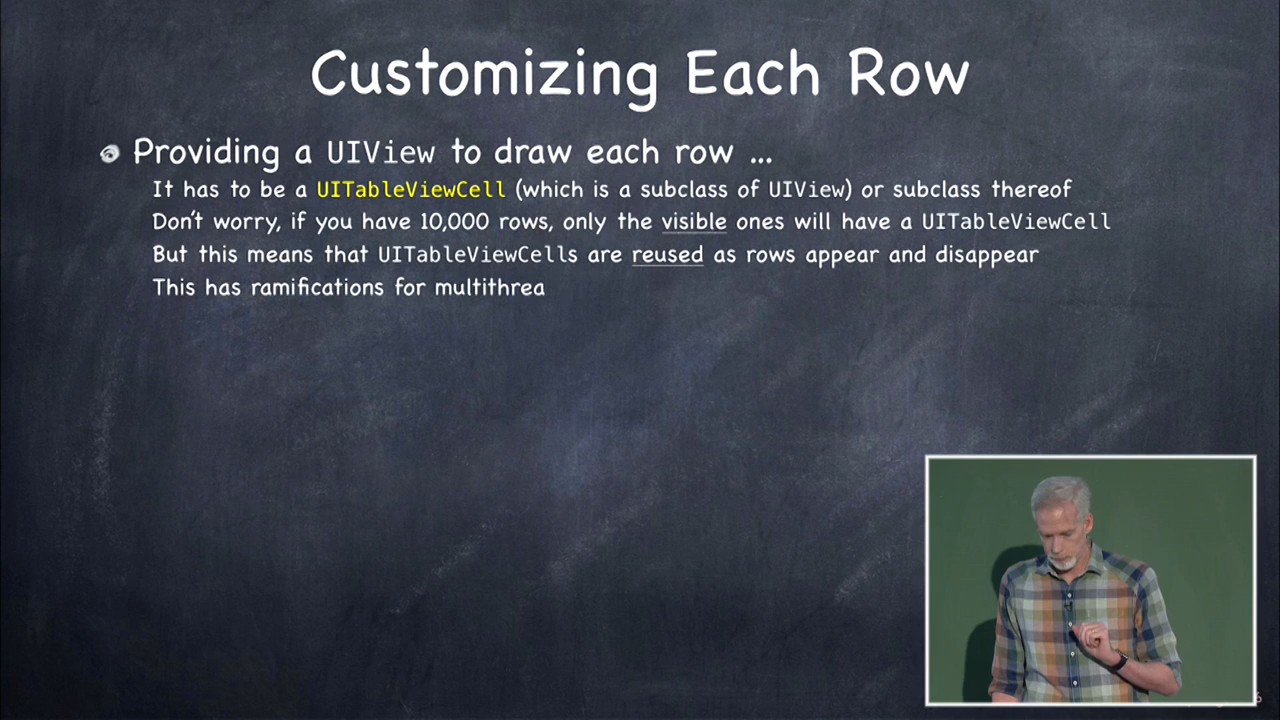 Customizing Each Row
Providing a UIView to draw each row ...
It has to be a UITableViewCell (which is a subclass of UIView) or subclass thereof
Don't worry, if you have 10,000 rows, only the visible ones will have a UITableViewCell
But this means that UITableViewCells are reused as rows appear and disappear
This has ramifications for multithrea